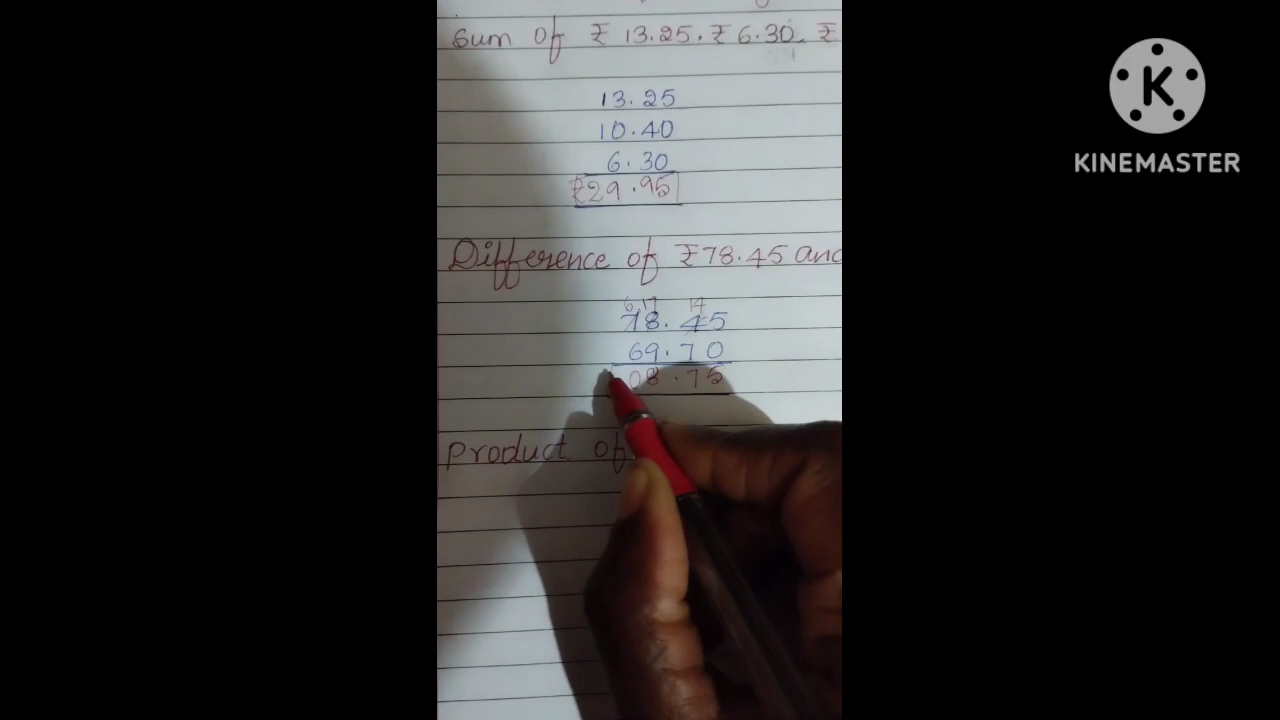 Sum of ₹ 13.25. ₹ 6.30, ₹
13.25
10.40
6.30
₹29.95
Difference of ₹78.45 and
6 17 14
78.45
69.70
08.75
Product of
K
KINEMASTER